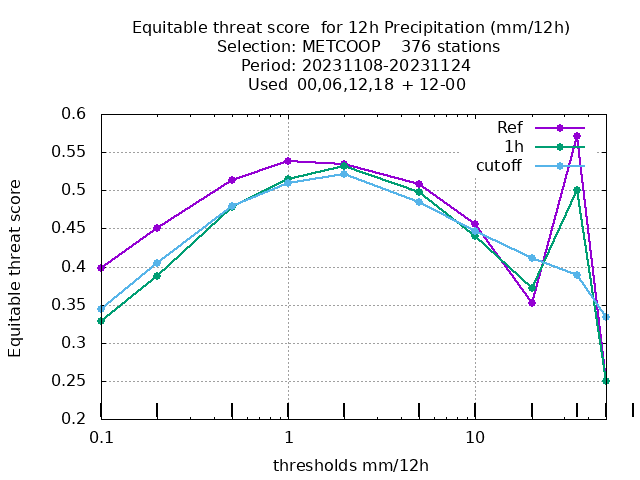 Equitable threat score  for 12h Precipitation (mm/12h)
Selection: METCOOP    376 stations
Period: 20231108-20231124
Used 00,06,12,18 + 12-00
Ref
1h
cutoff
Equitable threat score
0.6
0.55
0.5
0.45
0.4
0.35
0.3
0.25
0.2
0.1 1 10
thresholds mm/12h